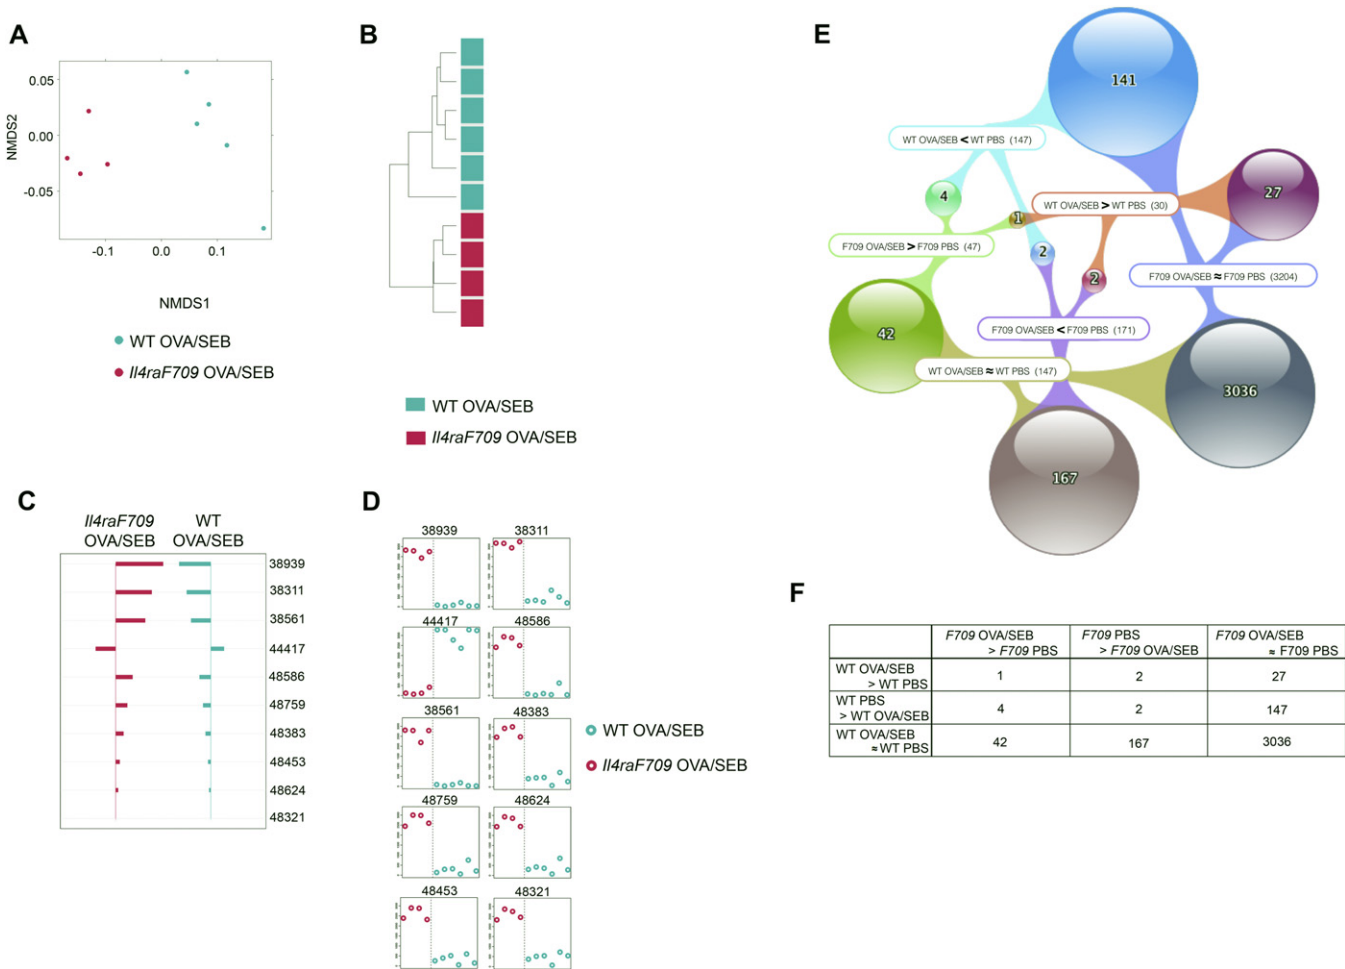 A
0.05
0.00
-0.05
NMDS2
-0.1
0.0
0.1
NMDS1
WT OVA/SEB
Il4raF709 OVA/SEB
B
WT OVA/SEB
Il4raF709 OVA/SEB
C
Il4raF709
OVA/SEB
WT
OVA/SEB
38939
38311
38561
44417
48586
48759
48383
48453
48624
48321
D
38939
38311
44417
48586
38561
48383
48759
48624
48453
48321
WT OVA/SEB
Il4raF709 OVA/SEB
E
141
WT OVA/SEB < WT PBS (147)
4
27
WT OVA/SEB > WT PBS (30)
1
F709 OVA/SEB > F709 PBS (47)
2
F709 OVA/SEB ≈ F709 PBS (3204)
2
42
F709 OVA/SEB < F709 PBS (171)
WT OVA/SEB ≈ WT PBS (147)
3036
167
F
F709 OVA/SEB
> F709 PBS
F709 PBS
> F709 OVA/SEB
F709 OVA/SEB
≈ F709 PBS
WT OVA/SEB
> WT PBS
1
2
27
WT PBS
> WT OVA/SEB
4
2
147
WT OVA/SEB
≈ WT PBS
42
167
3036